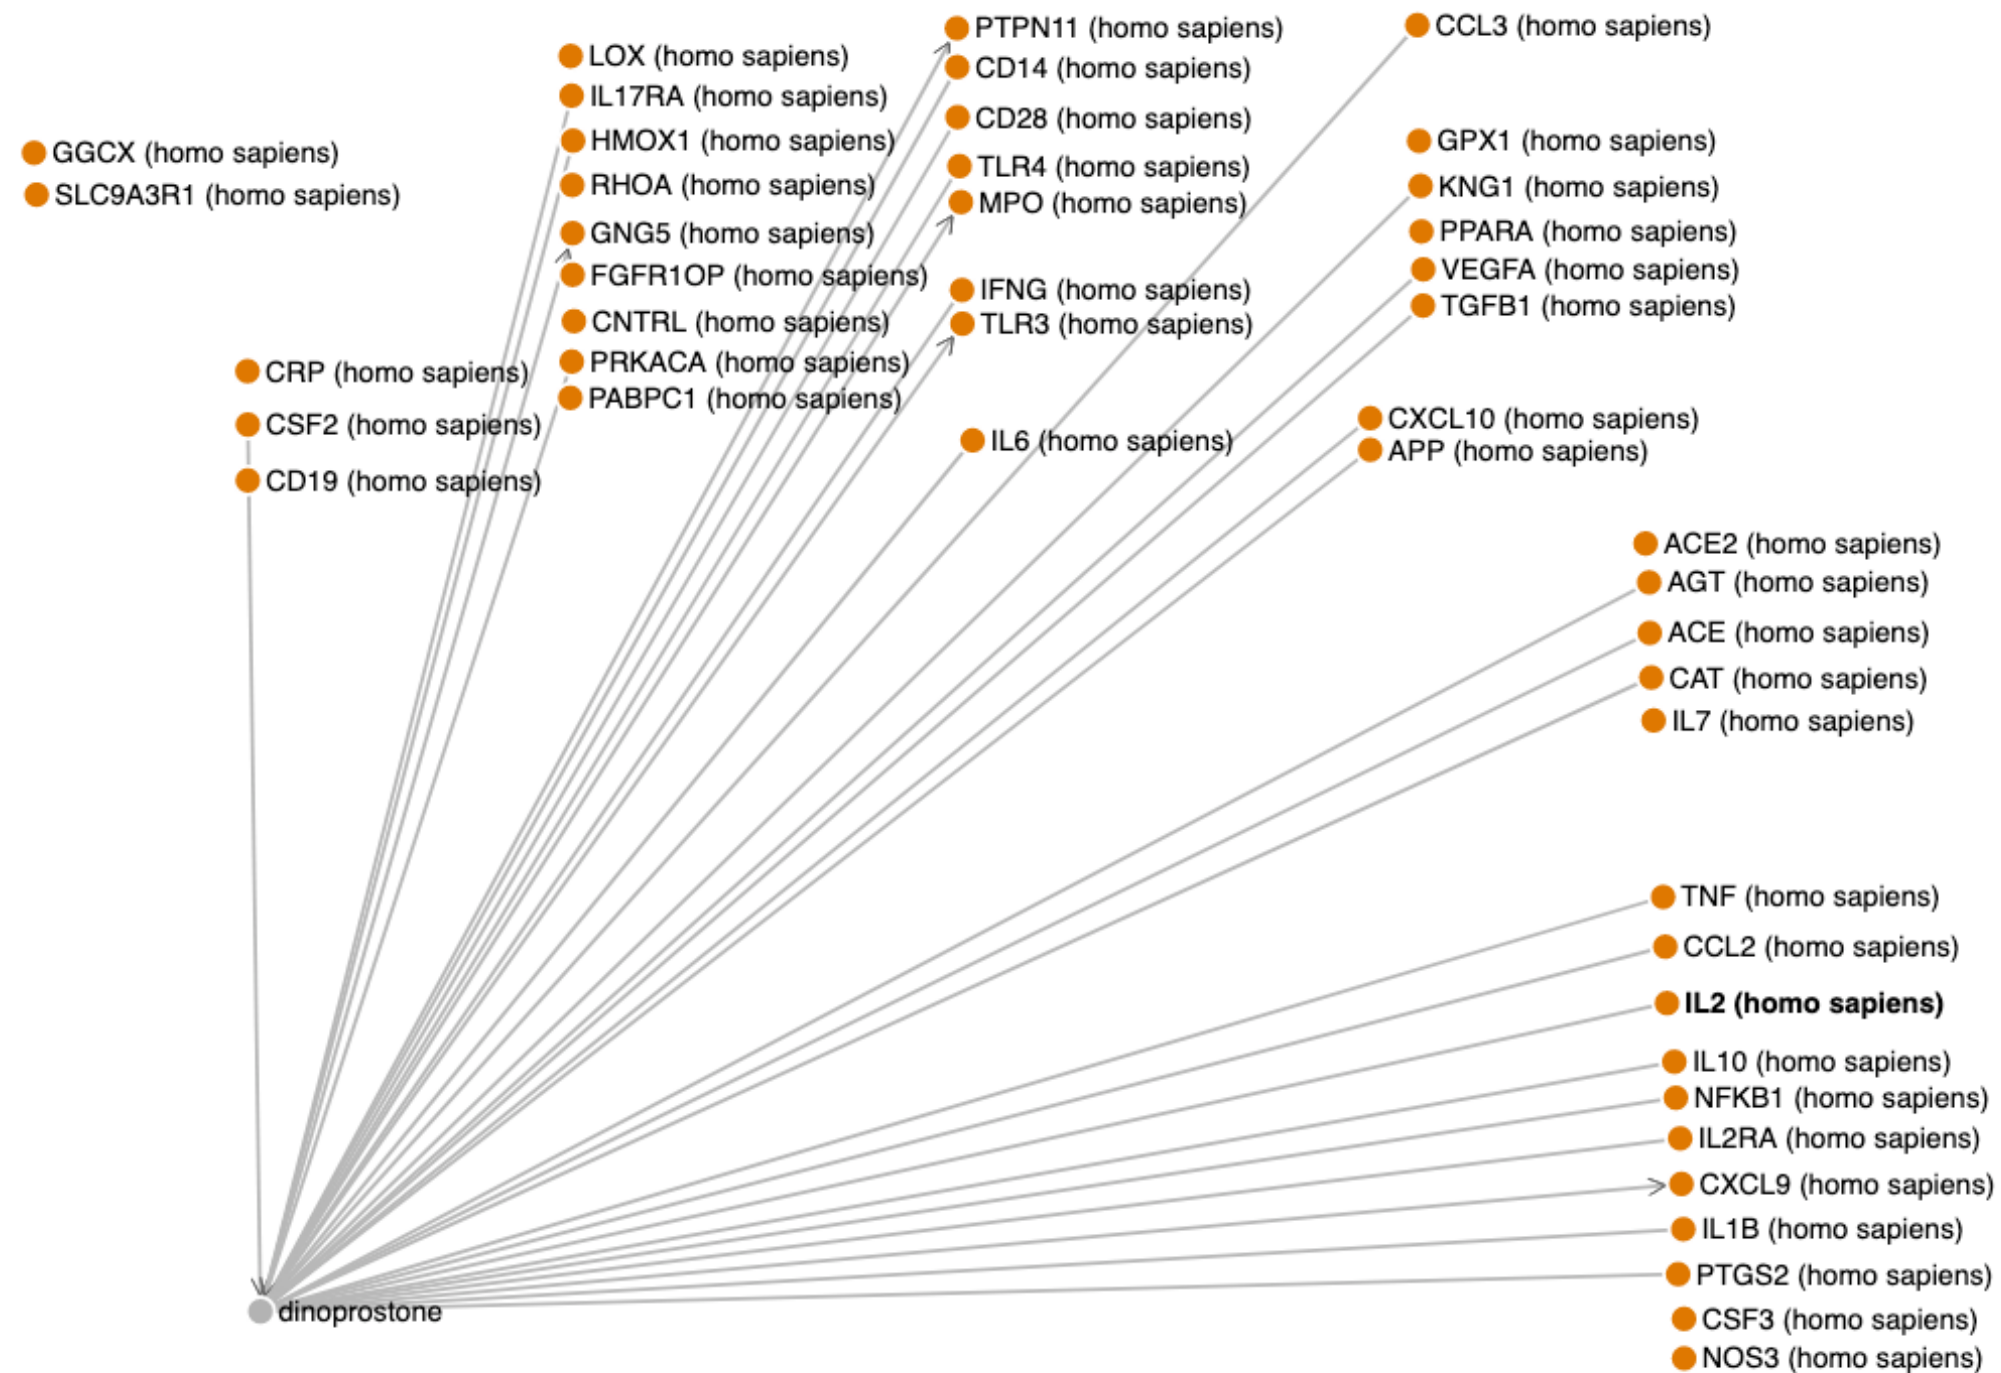 GGCX (homo sapiens)
SLC9A3R1 (homo sapiens)
CRP (homo sapiens)
CSF2 (homo sapiens)
CD19 (homo sapiens)
LOX (homo sapiens)
IL17RA (homo sapiens)
HMOX1 (homo sapiens)
RHOA (homo sapiens)
GNG5 (homo sapiens)
FGFR1OP (homo sapiens)
CNTRL (homo sapiens)
PRKACA (homo sapiens)
PABPC1 (homo sapiens)
PTPN11 (homo sapiens)
CD14 (homo sapiens)
CD28 (homo sapiens)
TLR4 (homo sapiens)
MPO (homo sapiens)
IFNG (homo sapiens)
TLR3 (homo sapiens)
IL6 (homo sapiens)
CCL3 (homo sapiens)
GPX1 (homo sapiens)
KNG1 (homo sapiens)
PPARA (homo sapiens)
VEGFA (homo sapiens)
TGFB1 (homo sapiens)
CXCL10 (homo sapiens)
APP (homo sapiens)
ACE2 (homo sapiens)
AGT (homo sapiens)
ACE (homo sapiens)
CAT (homo sapiens)
IL7 (homo sapiens)
TNF (homo sapiens)
CCL2 (homo sapiens)
IL2 (homo sapiens)
IL10 (homo sapiens)
NFKB1 (homo sapiens)
IL2RA (homo sapiens)
CXCL9 (homo sapiens)
IL1B (homo sapiens)
PTGS2 (homo sapiens)
CSF3 (homo sapiens)
NOS3 (homo sapiens)
dinoprostone